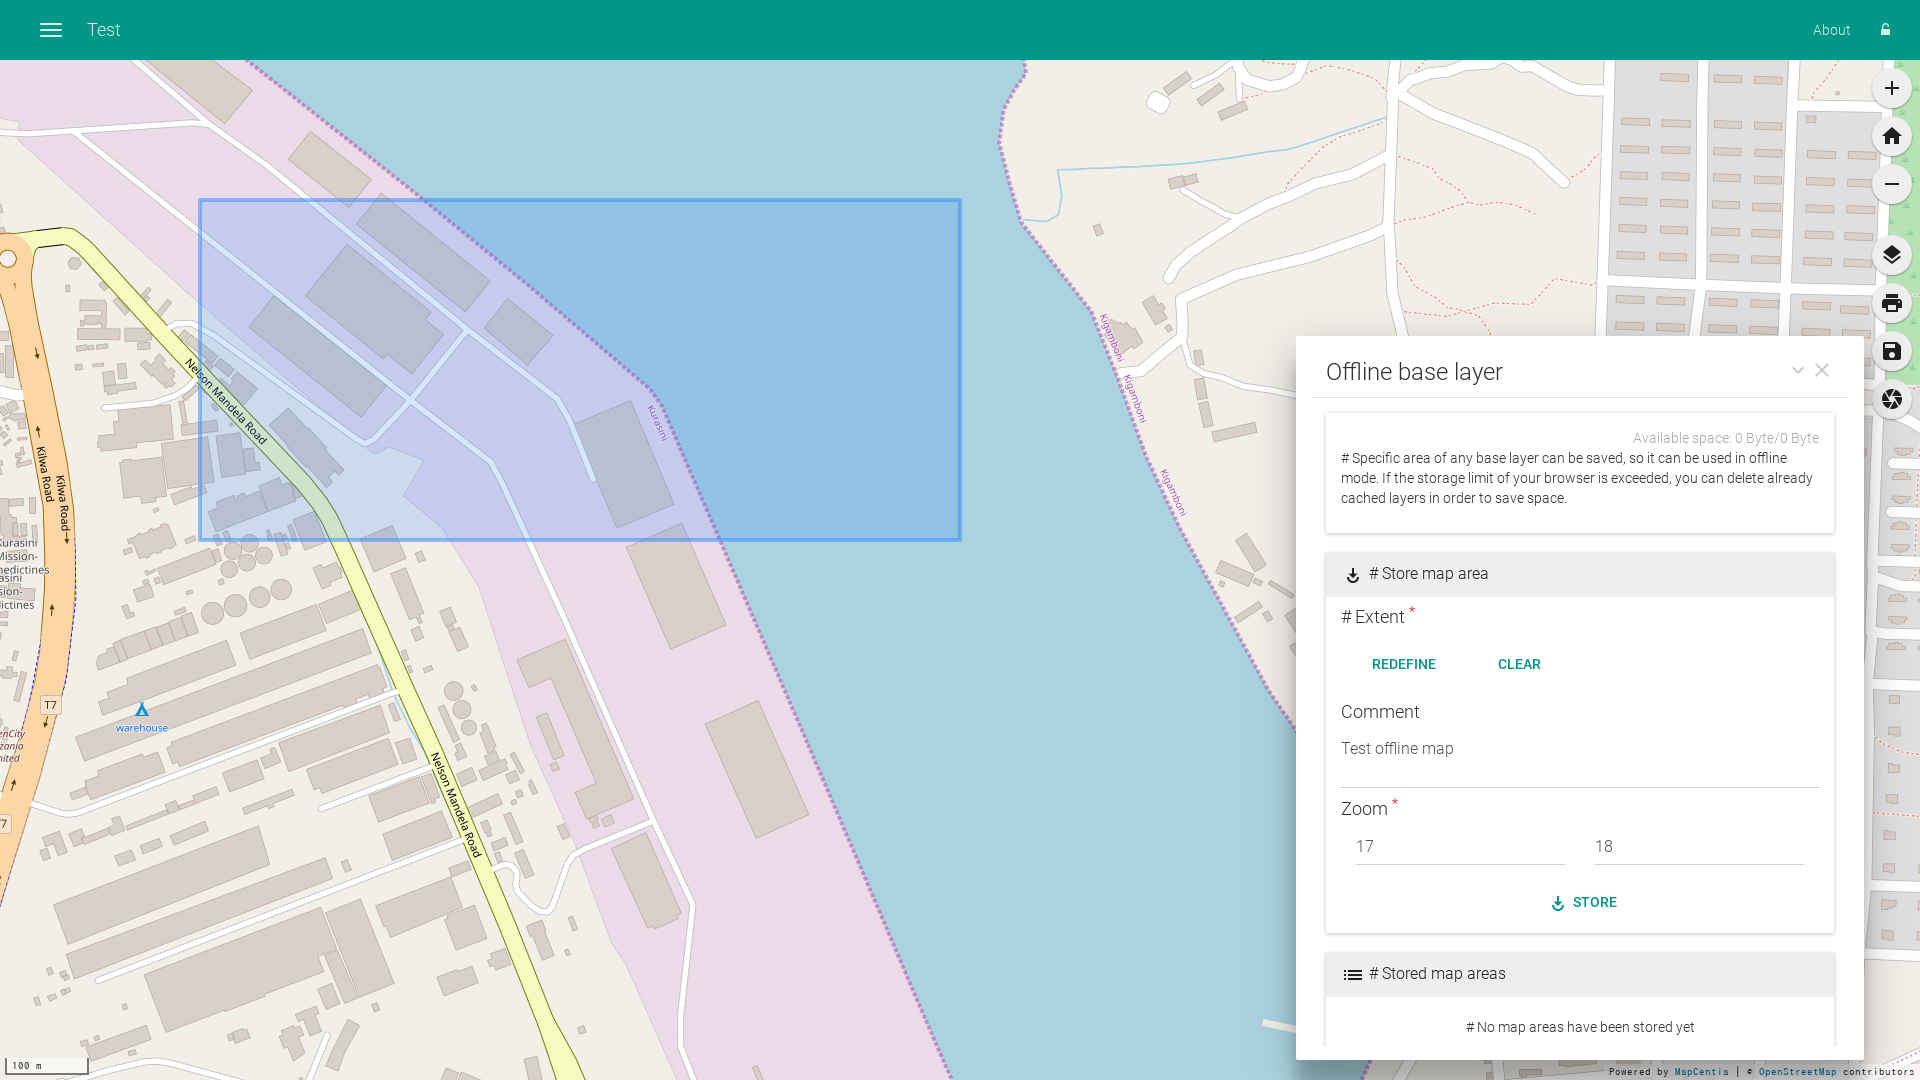 Test
About
Nelson Mandela Road
Kurasini
Kigamboni
Kigamboni
Kigamboni
Kilwa Road
Kilwa Road
Kurasini
Mission-
T7
warehouse
Nelson Mandela Road
100 m
Offline base layer
Available space: 0 Byte/0 Byte
# Specific area of any base layer can be saved, so it can be used in offline
mode. If the storage limit of your browser is exceeded, you can delete already
cached layers in order to save space.
# Store map area
# Extent *
REDEFINE CLEAR
Comment
Test offline map
Zoom *
17 18
STORE
# Stored map areas
# No map areas have been stored yet
Powered by MapCentia | © OpenStreetMap contributors